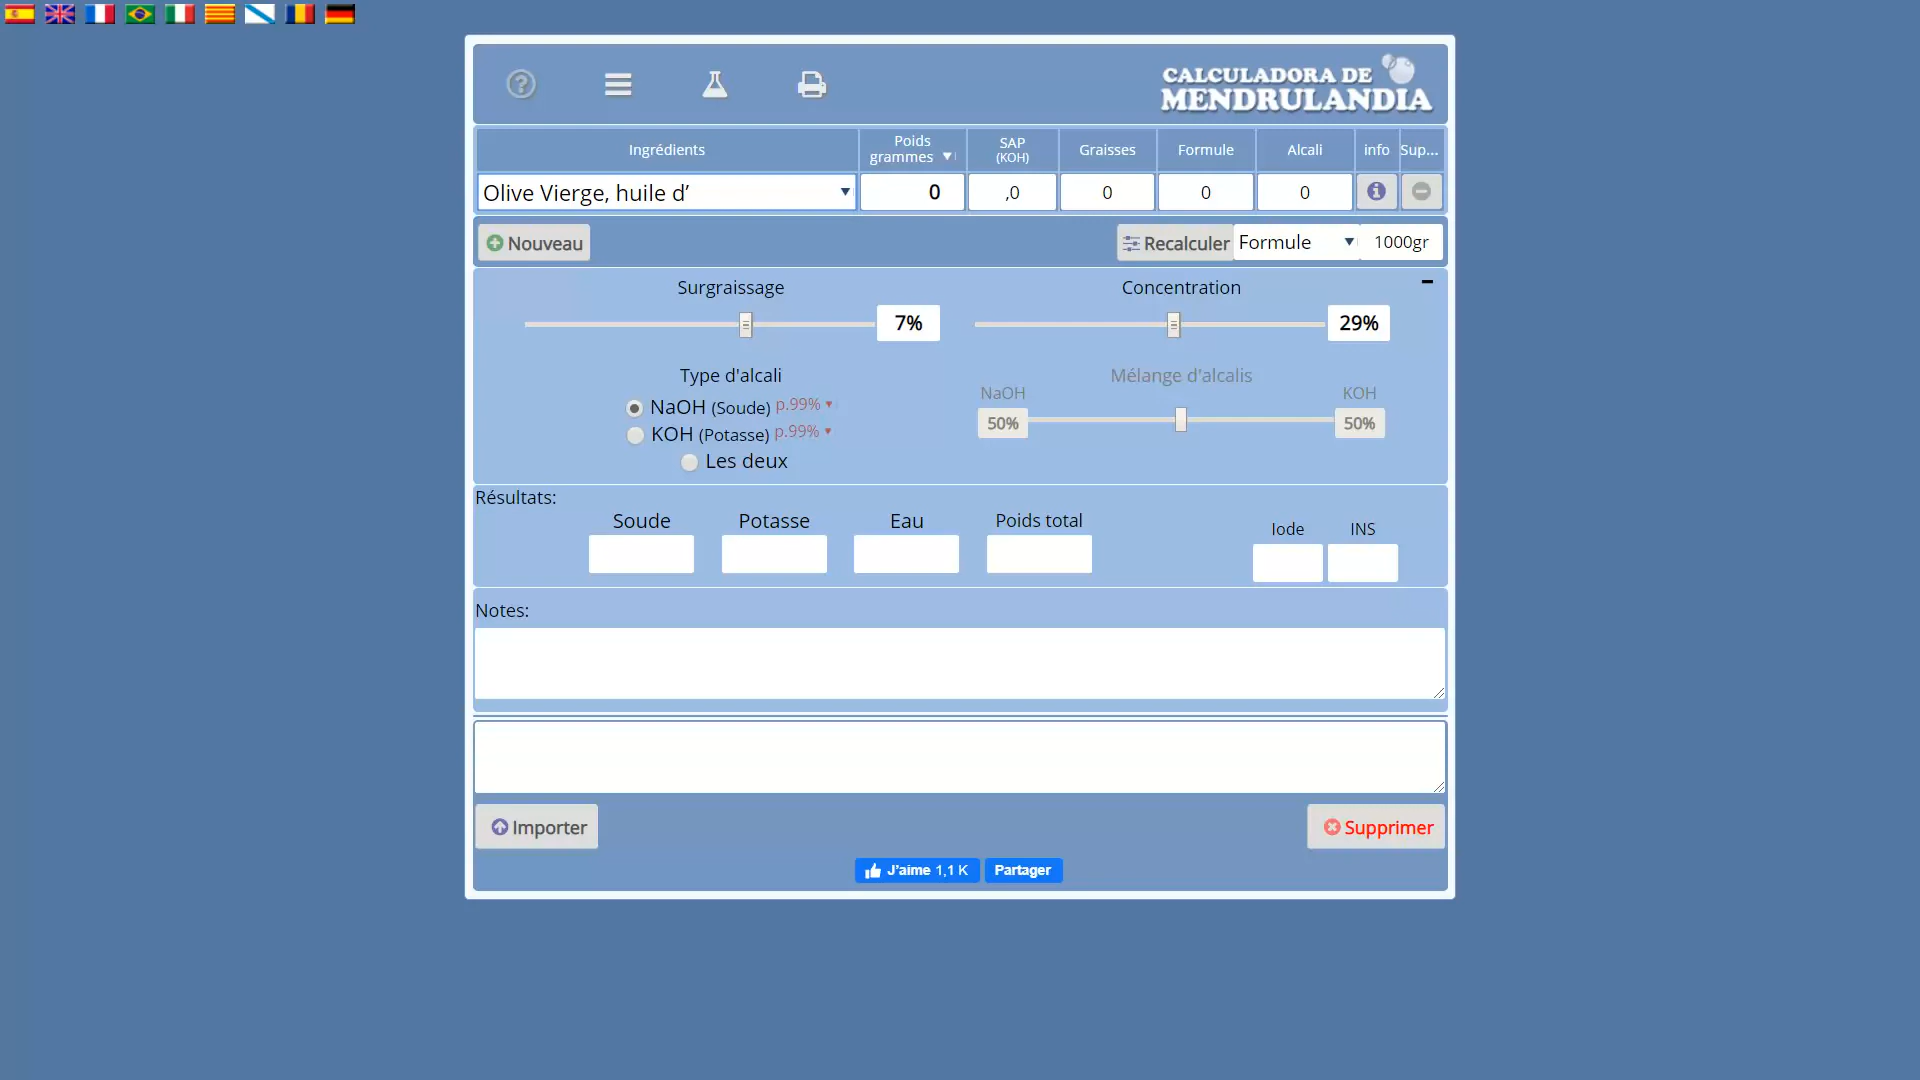 CALCULADORA DE
MENDRULANDIA
Ingrédients
Poids
grammes ▼
SAP
(KOH)
Graisses
Formule
Alcali
info
Sup...
Olive Vierge, huile d’
0
,0
0
0
0
Nouveau
Recalculer
Formule
1000gr
Surgraissage
Concentration
7%
29%
Type d'alcali
Mélange d'alcalis
NaOH
KOH
NaOH (Soude) p.99% ▼
KOH (Potasse) p.99% ▼
50%
50%
Les deux
Résultats:
Soude
Potasse
Eau
Poids total
Iode
INS
Notes:
Importer
Supprimer
J’aime 1,1 K
Partager